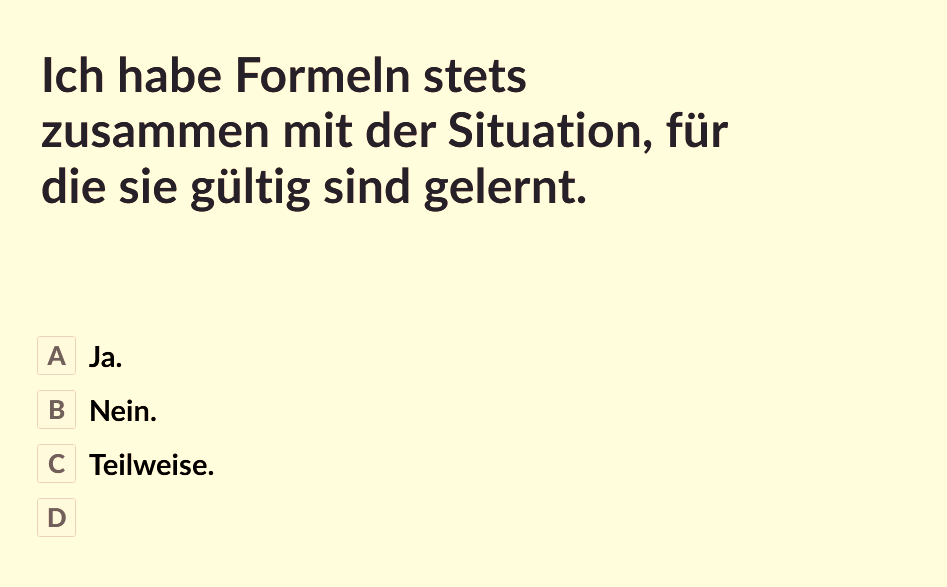 Ich habe Formeln stets
zusammen mit der Situation, für
die sie gültig sind gelernt.
A Ja.
B Nein.
C Teilweise.
D